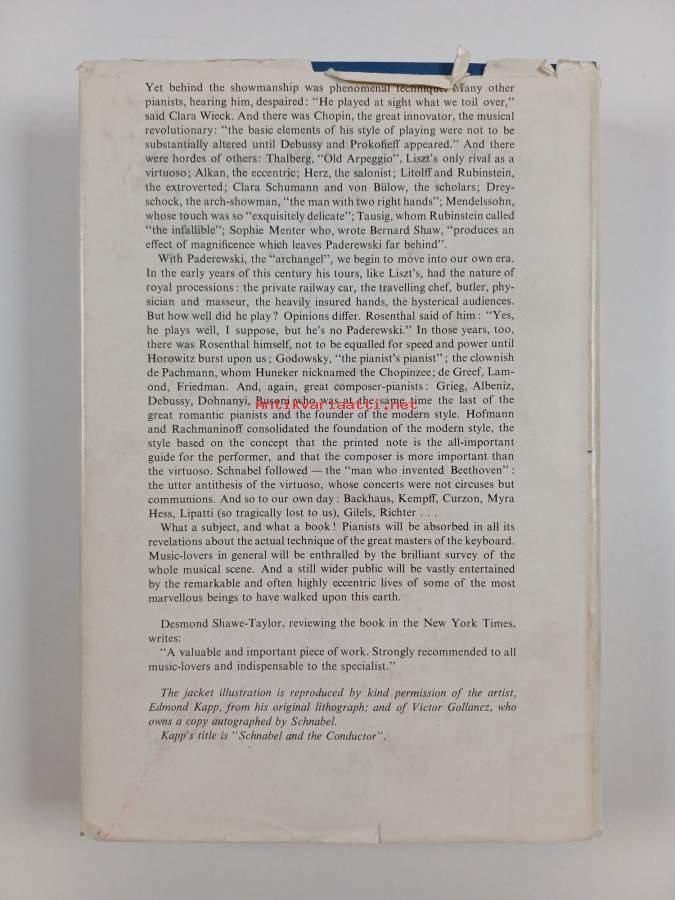 Yet behind the showmanship was phenomenal technique. Many other
pianists, hearing him, despaired: “He played at sight what we toil over,”
said Clara Wieck. And there was Chopin, the great innovator, the musical
revolutionary: “the basic elements of his style of playing were not to be
substantially altered until Debussy and Prokofieff appeared.” And there
were hordes of others: Thalberg, “Old Arpeggio”, Liszt's only rival as a
virtuoso; Alkan, the eccentric; Herz, the salonist; Litolff and Rubinstein,
the extroverted; Clara Schumann and von Bülow, the scholars; Drey-
schock, the arch-showman, “the man with two right hands”; Mendelssohn,
whose touch was so “exquisitely delicate”; Tausig, whom Rubinstein called
“the infallible”; Sophie Menter who, wrote Bernard Shaw, “produces an
effect of magnificence which leaves Paderewski far behind”.
With Paderewski, the “archangel”, we begin to move into our own era.
In the early years of this century his tours, like Liszt's, had the nature of
royal processions: the private railway car, the travelling chef, butler, phy-
sician and masseur, the heavily insured hands, the hysterical audiences.
But how well did he play? Opinions differ. Rosenthal said of him: “Yes,
he plays well, I suppose, but he's no Paderewski.” In those years, too,
there was Rosenthal himself, not to be equalled for speed and power until
Horowitz burst upon us; Godowsky, “the pianist's pianist”; the clownish
de Pachmann, whom Huneker nicknamed the Chopinzee; de Greef, Lam-
ond, Friedman. And, again, great composer-pianists: Grieg, Albeniz,
Debussy, Dohnanyi, Busoni who was at the same time the last of the
Antikvariaatti.net
great romantic pianists and the founder of the modern style. Hofmann
and Rachmaninoff consolidated the foundation of the modern style, the
style based on the concept that the printed note is the all-important
guide for the performer, and that the composer is more important than
the virtuoso. Schnabel followed — the “man who invented Beethoven”:
the utter antithesis of the virtuoso, whose concerts were not circuses but
communions. And so to our own day: Backhaus, Kempff, Curzon, Myra
Hess, Lipatti (so tragically lost to us), Gilels, Richter . . .
What a subject, and what a book! Pianists will be absorbed in all its
revelations about the actual technique of the great masters of the keyboard.
Music-lovers in general will be enthralled by the brilliant survey of the
whole musical scene. And a still wider public will be vastly entertained
by the remarkable and often highly eccentric lives of some of the most
marvellous beings to have walked upon this earth.
Desmond Shawe-Taylor, reviewing the book in the New York Times,
writes:
“A valuable and important piece of work. Strongly recommended to all
music-lovers and indispensable to the specialist.”
The jacket illustration is reproduced by kind permission of the artist,
Edmond Kapp, from his original lithograph; and of Victor Gollancz, who
owns a copy autographed by Schnabel.
Kapp's title is “Schnabel and the Conductor”.